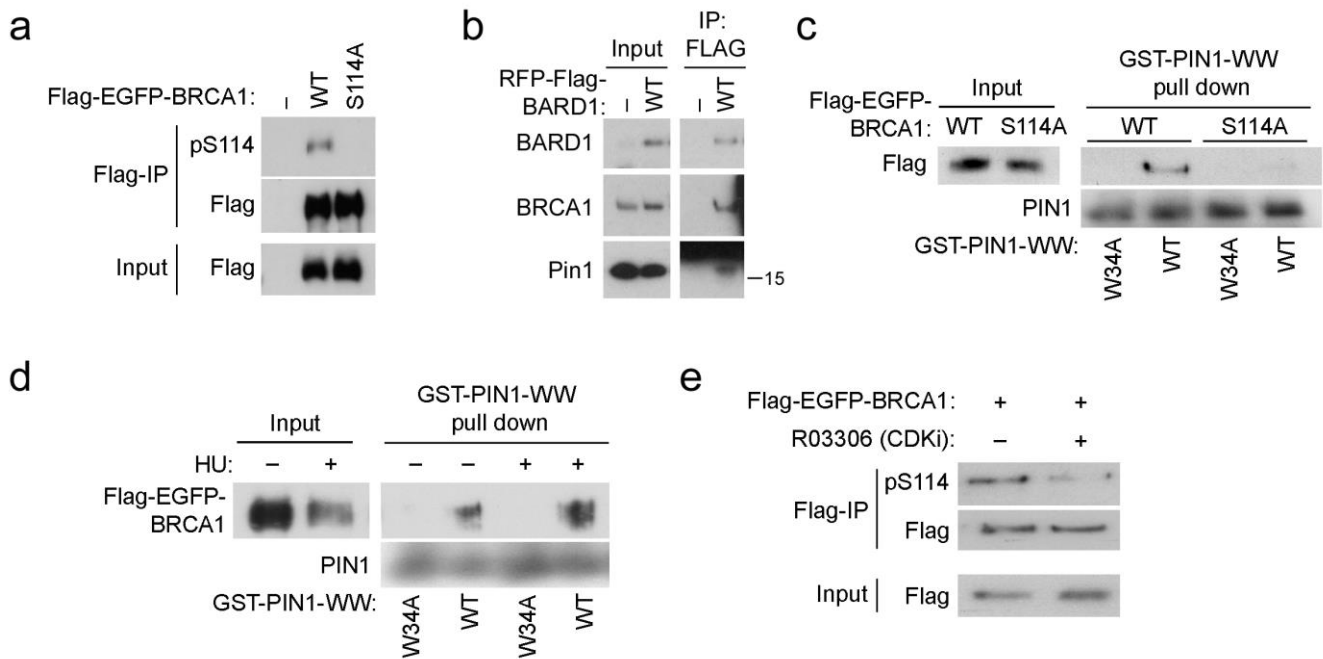 a
Flag-EGFP-BRCA1: – WT S114A
Flag-IP
pS114
Flag
Input
Flag
b
Input
IP:
FLAG
RFP-Flag-
BARD1: – WT – WT
BARD1
BRCA1
Pin1
15
c
Input
GST-PIN1-WW
pull down
Flag-EGFP-
BRCA1: WT S114A WT S114A
Flag
PIN1
GST-PIN1-WW: W34A WT W34A WT
d
Input
GST-PIN1-WW
pull down
HU: – + – – + +
Flag-EGFP-
BRCA1
PIN1
GST-PIN1-WW: W34A WT W34A WT
e
Flag-EGFP-BRCA1: + +
R03306 (CDKi): – +
Flag-IP
pS114
Flag
Input
Flag